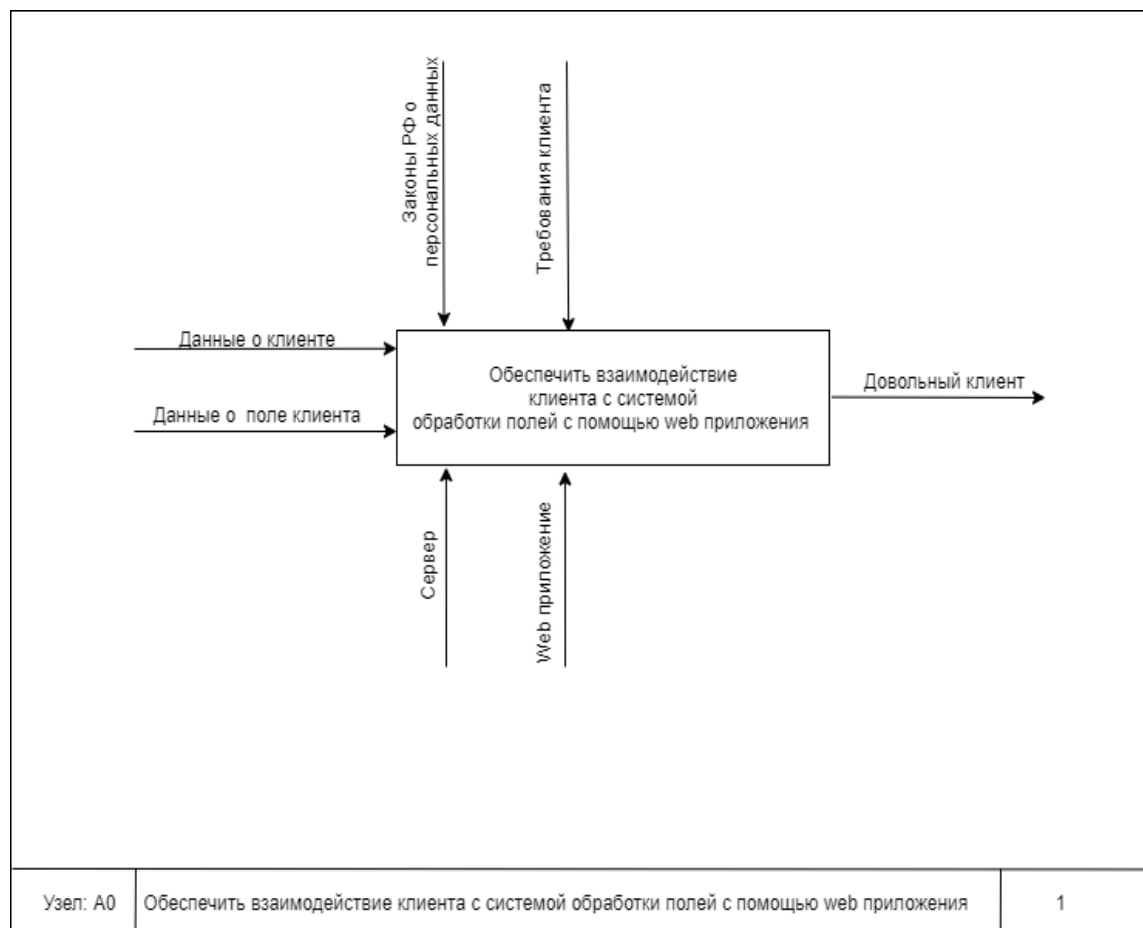 Законы РФ о
персональных данных
Требования клиента
Данные о клиенте
Данные о поле клиента
Обеспечить взаимодействие
клиента с системой
обработки полей с помощью web приложения
Довольный клиент
Сервер
Web приложение
Узел: A0
Обеспечить взаимодействие клиента с системой обработки полей с помощью web приложения
1